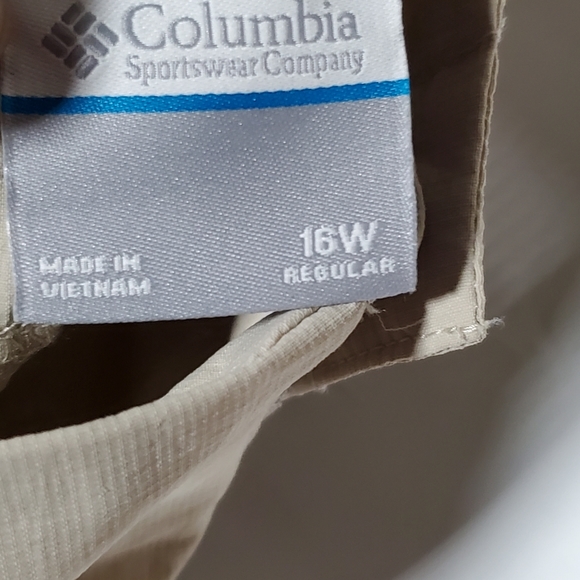 Columbia
Sportswear Company
16W
REGULAR
MADE IN
VIETNAM